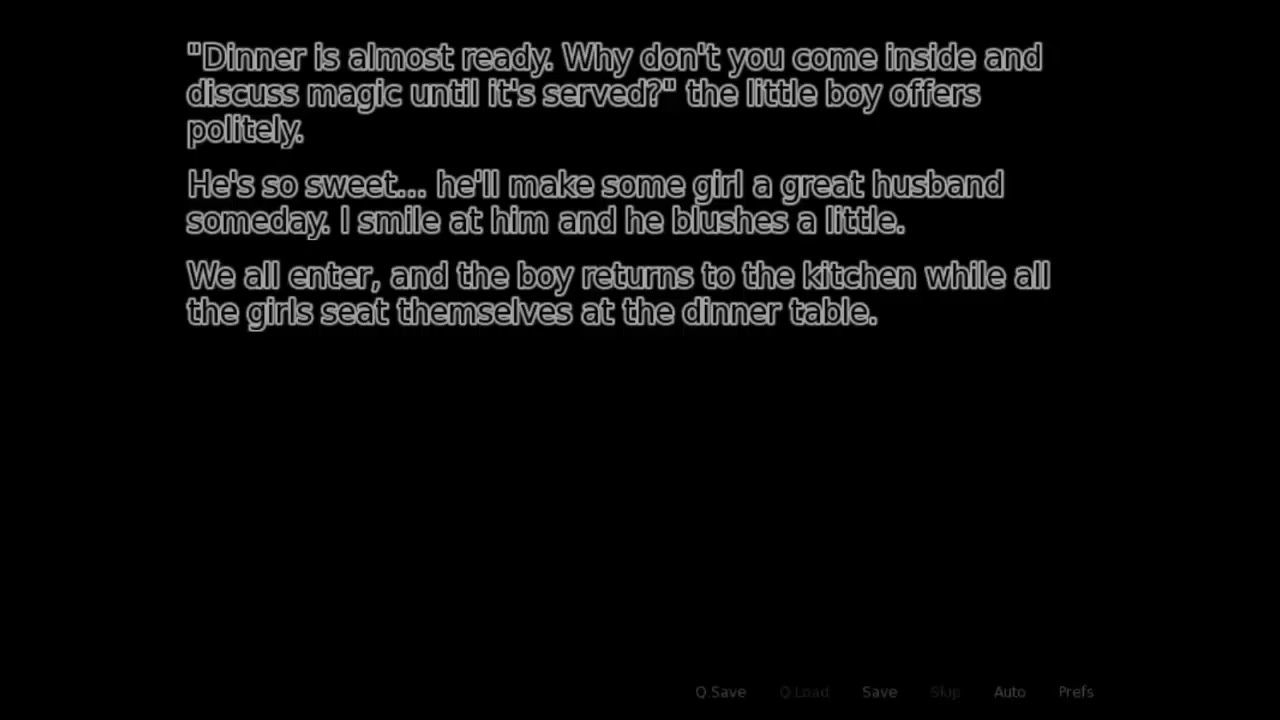 "Dinner is almost ready. Why don't you come inside and
discuss magic until it's served?" the little boy offers
politely.
He's so sweet... he'll make some girl a great husband
someday. I smile at him and he blushes a little.
We all enter, and the boy returns to the kitchen while all
the girls seat themselves at the dinner table.
Q Save Q Load Save Skip Auto Prefs